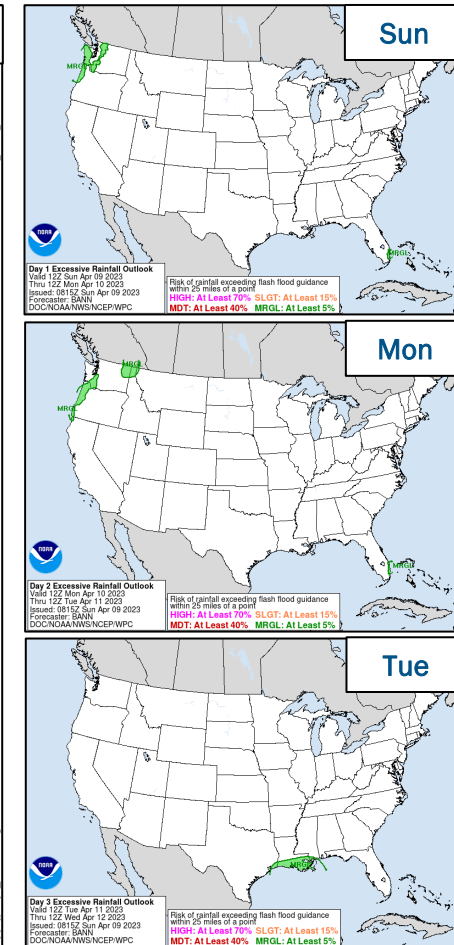 Sun
MRGL
MRGL
NOAA
Day 1 Excessive Rainfall Outlook
Valid 12Z Sun Apr 09 2023
Thru 12Z Mon Apr 10 2023
Issued: 0815Z Sun Apr 09 2023
Forecaster: BANN
DOC/NOAA/NWS/NCEP/WPC
Risk of rainfall exceeding flash flood guidance
within 25 miles of a point
HIGH: At Least 70% SLGT: At Least 15%
MDT: At Least 40% MRGL: At Least 5%
Mon
MRGL
MRGL
MRGL
NOAA
Day 2 Excessive Rainfall Outlook
Valid 12Z Mon Apr 10 2023
Thru 12Z Tue Apr 11 2023
Issued: 0815Z Sun Apr 09 2023
Forecaster: BANN
DOC/NOAA/NWS/NCEP/WPC
Risk of rainfall exceeding flash flood guidance
within 25 miles of a point
HIGH: At Least 70% SLGT: At Least 15%
MDT: At Least 40% MRGL: At Least 5%
Tue
MRGL
NOAA
Day 3 Excessive Rainfall Outlook
Valid 12Z Tue Apr 11 2023
Thru 12Z Wed Apr 12 2023
Issued: 0815Z Sun Apr 09 2023
Forecaster: BANN
DOC/NOAA/NWS/NCEP/WPC
Risk of rainfall exceeding flash flood guidance
within 25 miles of a point
HIGH: At Least 70% SLGT: At Least 15%
MDT: At Least 40% MRGL: At Least 5%